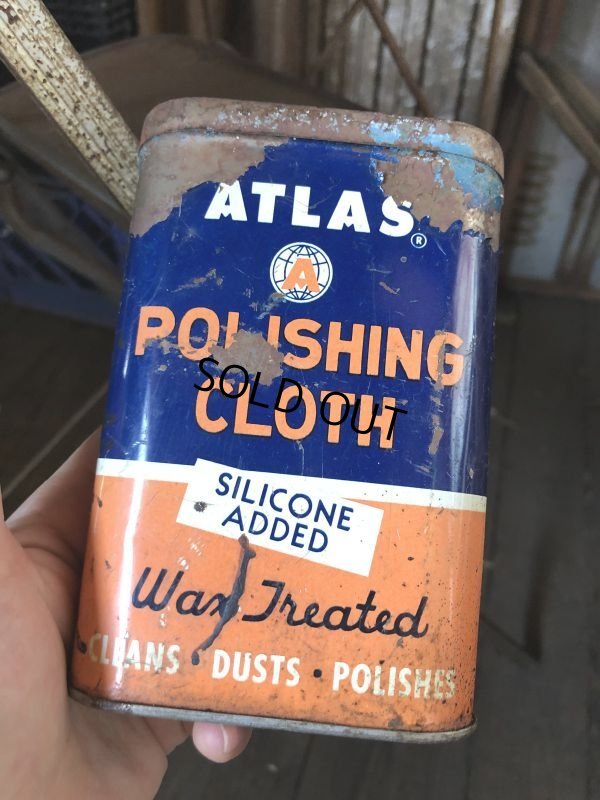 ATLAS®
A
POLISHING
CLOTH
SOLD OUT
SILICONE
ADDED
Wax Treated
CLEANS • DUSTS • POLISHES